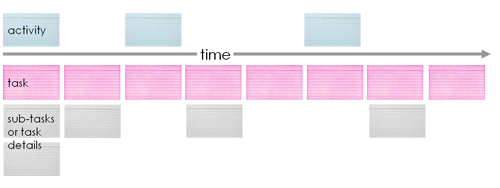 activity
time
task
sub-tasks
or task
details